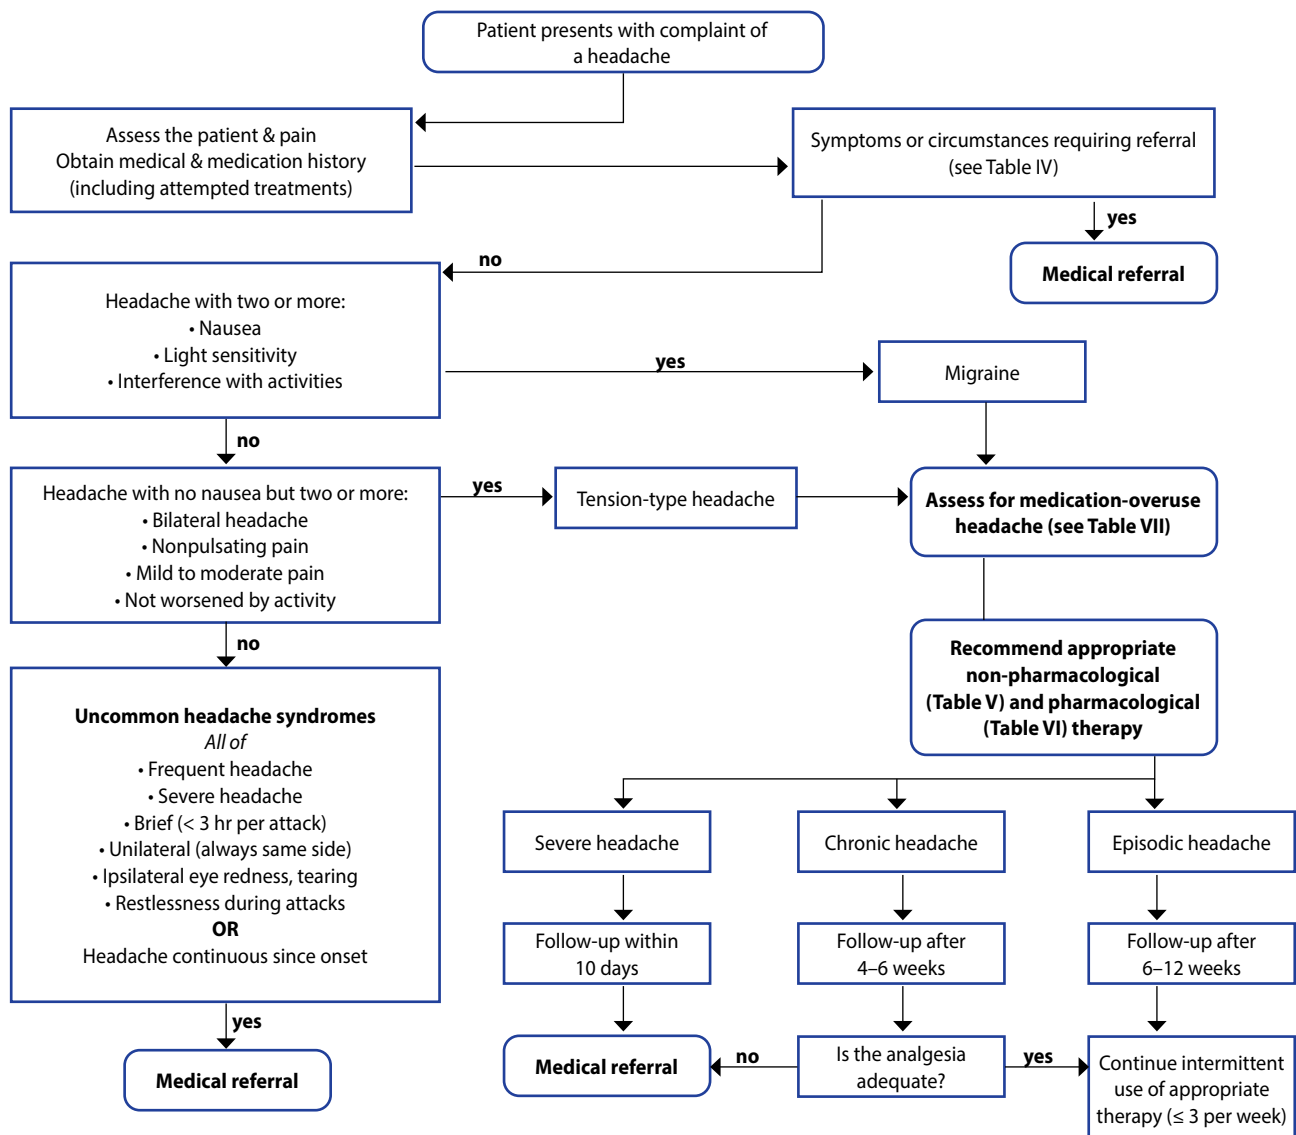 Patient presents with complaint of
a headache
Assess the patient & pain
Obtain medical & medication history
(including attempted treatments)
Symptoms or circumstances requiring referral
(see Table IV)
yes
Medical referral
no
Headache with two or more:
• Nausea
• Light sensitivity
• Interference with activities
yes
Migraine
no
Headache with no nausea but two or more:
• Bilateral headache
• Nonpulsating pain
• Mild to moderate pain
• Not worsened by activity
yes
Tension-type headache
Assess for medication-overuse
headache (see Table VII)
no
Recommend appropriate
non-pharmacological
(Table V) and pharmacological
(Table VI) therapy
Uncommon headache syndromes
All of
• Frequent headache
• Severe headache
• Brief (< 3 hr per attack)
• Unilateral (always same side)
• Ipsilateral eye redness, tearing
• Restlessness during attacks
OR
Headache continuous since onset
yes
Medical referral
Severe headache
Chronic headache
Episodic headache
Follow-up within
10 days
Follow-up after
4–6 weeks
Follow-up after
6–12 weeks
Medical referral
no
Is the analgesia
adequate?
yes
Continue intermittent
use of appropriate
therapy (≤ 3 per week)